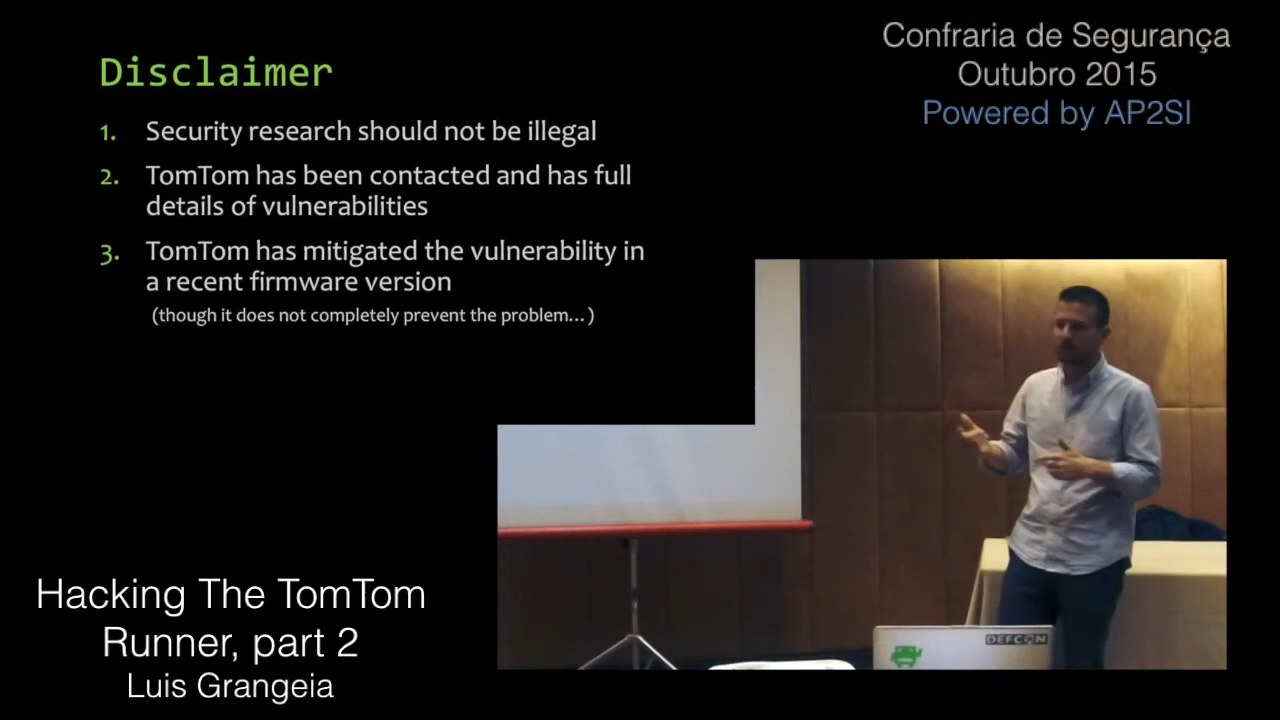 Disclaimer
1. Security research should not be illegal
2. TomTom has been contacted and has full
details of vulnerabilities
3. TomTom has mitigated the vulnerability in
a recent firmware version
(though it does not completely prevent the problem...)
Confraria de Segurança
Outubro 2015
Powered by AP2SI
DEFCON
Hacking The TomTom
Runner, part 2
Luis Grangeia